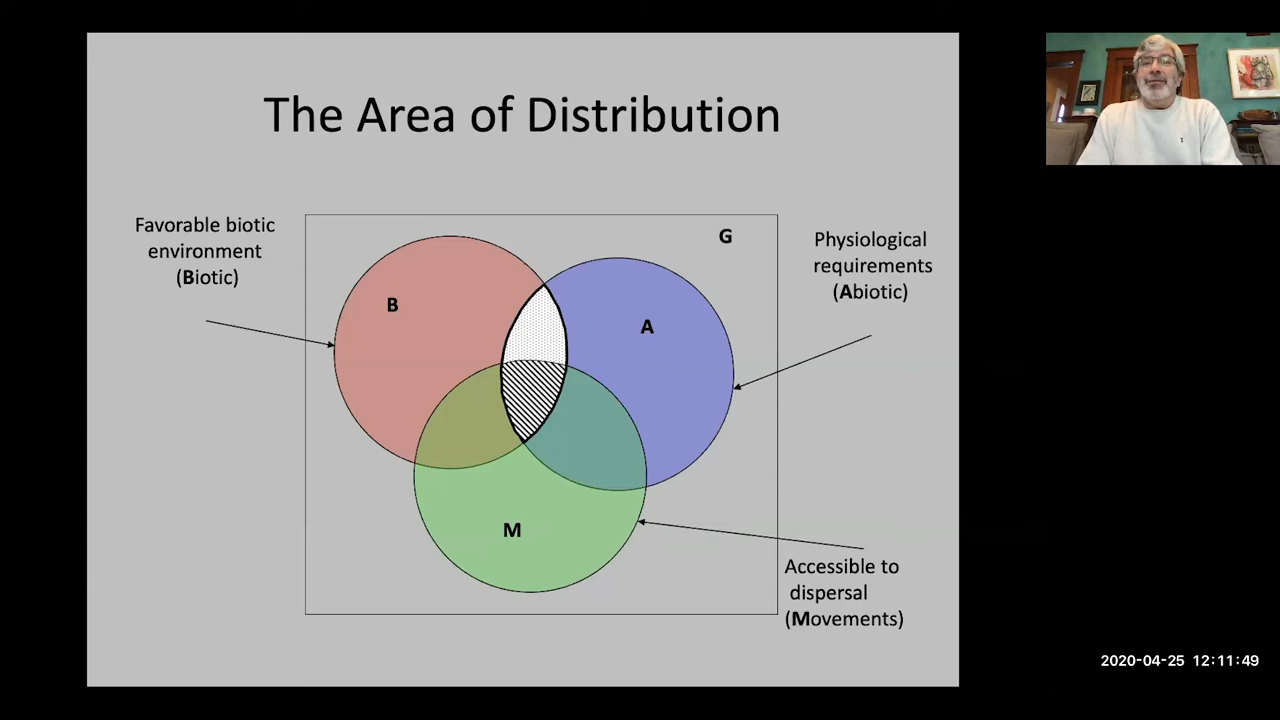 The Area of Distribution
Favorable biotic
environment
(Biotic)
G
Physiological
requirements
(Abiotic)
B
A
M
Accessible to
dispersal
(Movements)
2020-04-25 12:11:49